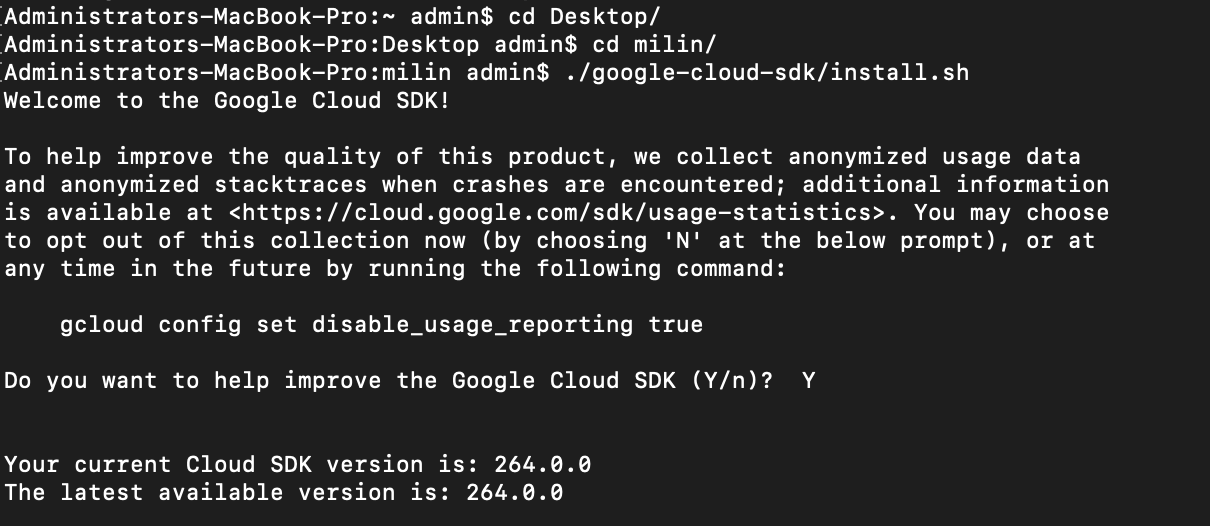 [Administrators-MacBook-Pro:~ admin$ cd Desktop/
[Administrators-MacBook-Pro:Desktop admin$ cd milin/
[Administrators-MacBook-Pro:milin admin$ ./google-cloud-sdk/install.sh
Welcome to the Google Cloud SDK!
To help improve the quality of this product, we collect anonymized usage data
and anonymized stacktraces when crashes are encountered; additional information
is available at <https://cloud.google.com/sdk/usage-statistics>. You may choose
to opt out of this collection now (by choosing 'N' at the below prompt), or at
any time in the future by running the following command:
gcloud config set disable_usage_reporting true
Do you want to help improve the Google Cloud SDK (Y/n)?  Y
Your current Cloud SDK version is: 264.0.0
The latest available version is: 264.0.0